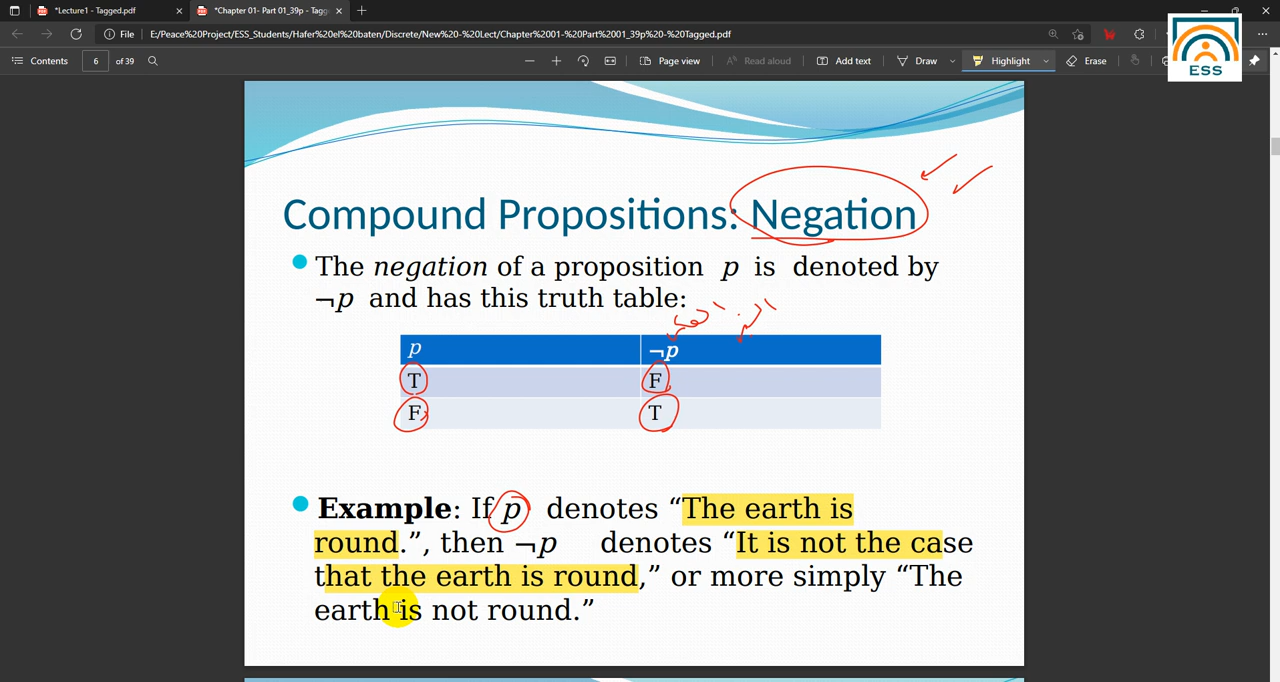 *Lecture1 - Tagged.pdf
*Chapter 01- Part 01_39p - Tagg
File
E:/Peace%20Project/ESS_Students/Hafer%20el%20baten/Discrete/New%20-%20Lect/Chapter%2001-%20Part%2001_39p%20-%20Tagged.pdf
ESS
Contents
6 of 39
Page view
Read aloud
Add text
Draw
Highlight
Erase
Compound Propositions: Negation
The negation of a proposition p is denoted by
¬p and has this truth table:
p ¬p
T F
F T
Example: If p denotes “The earth is
round.”, then ¬p denotes “It is not the case
that the earth is round,” or more simply “The
earth is not round.”